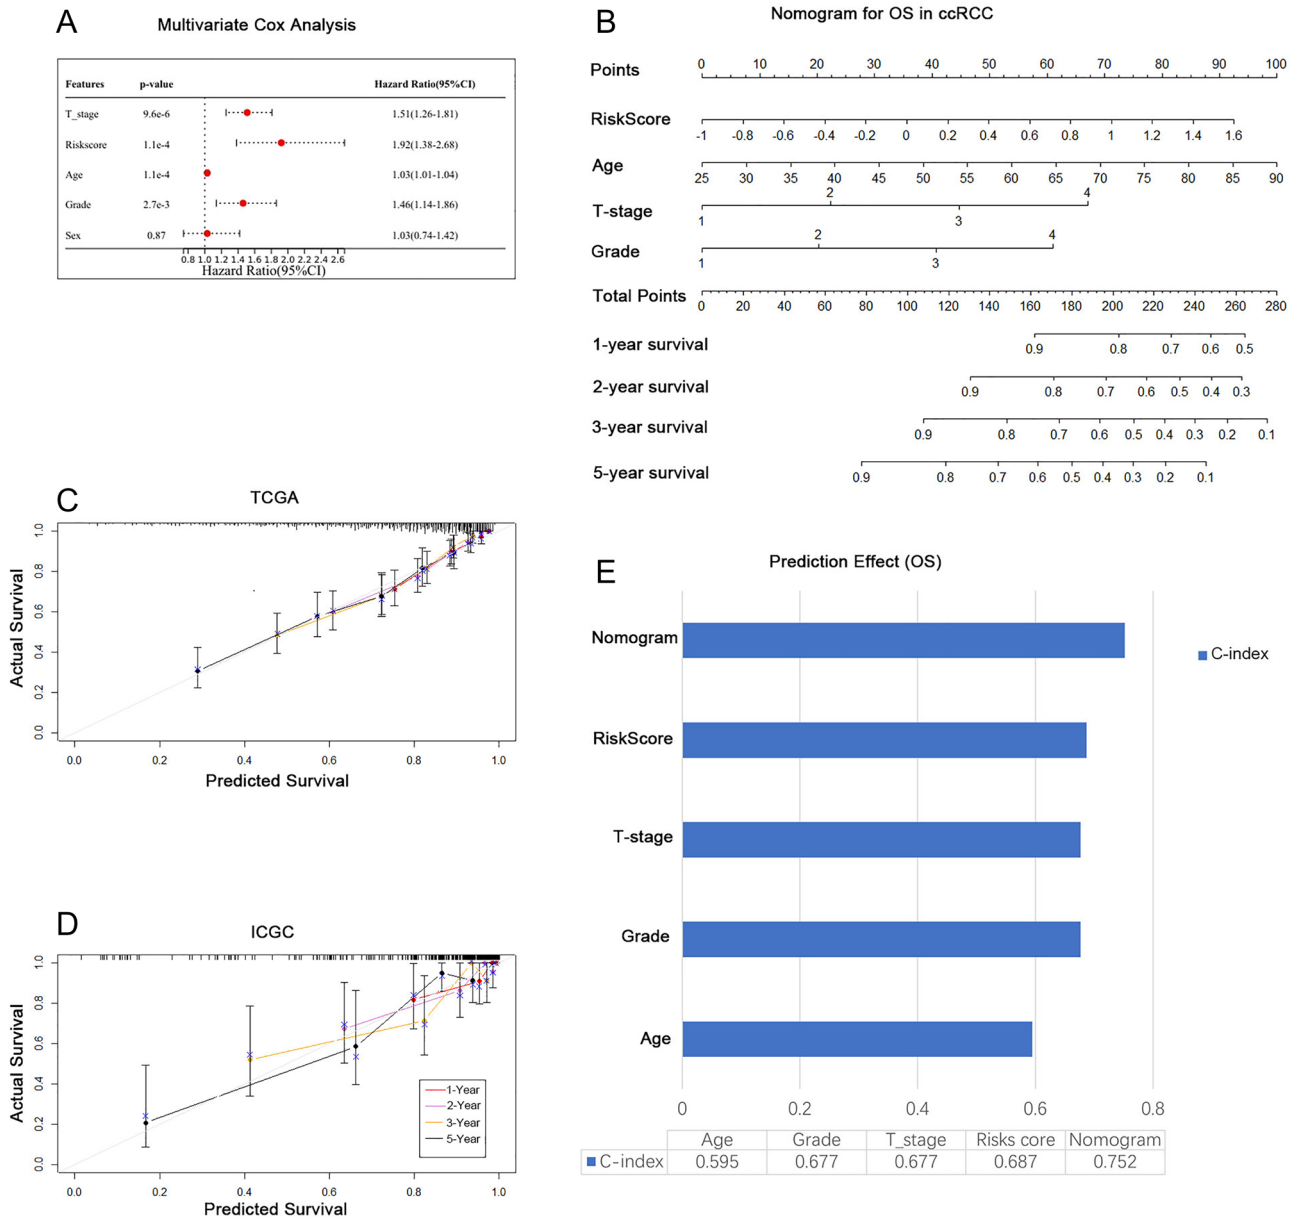 A
Multivariate Cox Analysis
Features p-value Hazard Ratio(95%CI)
T_stage 9.6e-6 1.51(1.26-1.81)
Riskscore 1.1e-4 1.92(1.38-2.68)
Age 1.1e-4 1.03(1.01-1.04)
Grade 2.7e-3 1.46(1.14-1.86)
Sex 0.87 1.03(0.74-1.42)
0.8 1.0 1.2 1.4 1.6 1.8 2.0 2.2 2.4 2.6
Hazard Ratio(95%CI)
B
Nomogram for OS in ccRCC
Points 0 10 20 30 40 50 60 70 80 90 100
RiskScore
-1 -0.8 -0.6 -0.4 -0.2 0 0.2 0.4 0.6 0.8 1 1.2 1.4 1.6
Age
25 30 35 40 45 50 55 60 65 70 75 80 85 90
2 4
T-stage
1 3
2 4
Grade
1 3
Total Points
0 20 40 60 80 100 120 140 160 180 200 220 240 260 280
1-year survival
0.9 0.8 0.7 0.6 0.5
2-year survival
0.9 0.8 0.7 0.6 0.5 0.4 0.3
3-year survival
0.9 0.8 0.7 0.6 0.5 0.4 0.3 0.2 0.1
5-year survival
0.9 0.8 0.7 0.6 0.5 0.4 0.3 0.2 0.1
C
TCGA
Actual Survival
1.0
0.8
0.6
0.4
0.2
0.0
0.0 0.2 0.4 0.6 0.8 1.0
Predicted Survival
D
ICGC
Actual Survival
1.0
0.8
0.6
0.4
0.2
0.0
1-Year
2-Year
3-Year
5-Year
0.0 0.2 0.4 0.6 0.8 1.0
Predicted Survival
E
Prediction Effect (OS)
Nomogram
C-index
RiskScore
T-stage
Grade
Age
0 0.2 0.4 0.6 0.8
Age Grade T_stage Risks core Nomogram
C-index 0.595 0.677 0.677 0.687 0.752